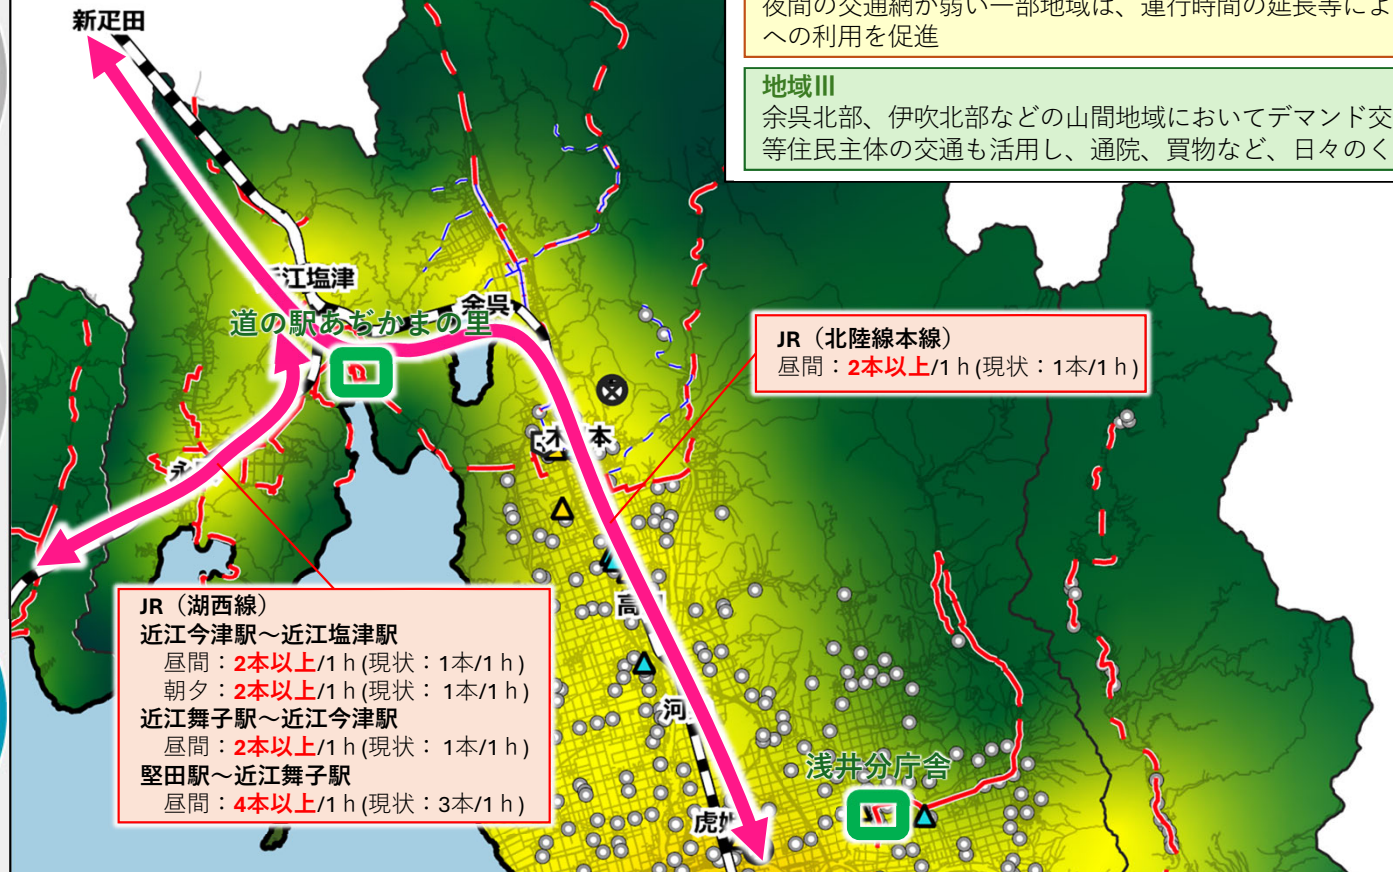 新疋田
夜間の交通網が弱い一部地域は、運行時間の延長等によ
への利用を促進
地域Ⅲ
余呉北部、伊吹北部などの山間地域においてデマンド交
等住民主体の交通も活用し、通院、買物など、日々のく
江塩津
余呉
道の駅あぢかまの里
JR（北陸線本線）
昼間：2本以上/1ｈ(現状：1本/1ｈ)
木 本
永
JR（湖西線）
近江今津駅～近江塩津駅
昼間：2本以上/1ｈ(現状：1本/1ｈ)
朝夕：2本以上/1ｈ(現状： 1本/1ｈ)
近江舞子駅～近江今津駅
昼間：2本以上/1ｈ(現状： 1本/1ｈ)
堅田駅～近江舞子駅
昼間：4本以上/1ｈ(現状：3本/1ｈ)
高
河
浅井分庁舎
虎